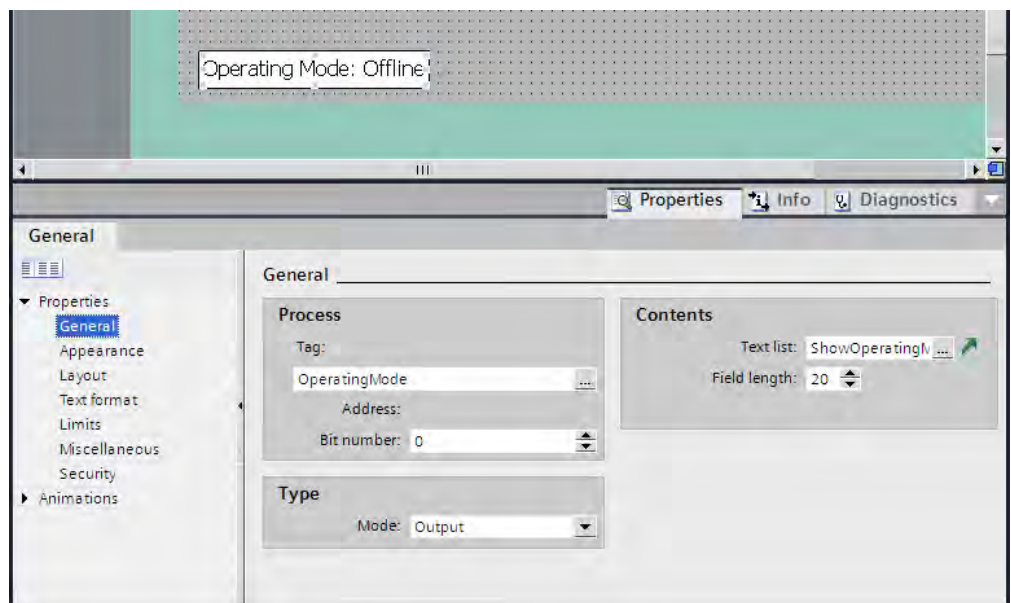 Operating Mode: Offline
Properties
Info
Diagnostics
General
General
Properties
General
Appearance
Layout
Text format
Limits
Miscellaneous
Security
Animations
Process
Tag:
OperatingMode ...
Address:
Bit number: 0
Type
Mode: Output
Contents
Text list: ShowOperatingM ...
Field length: 20